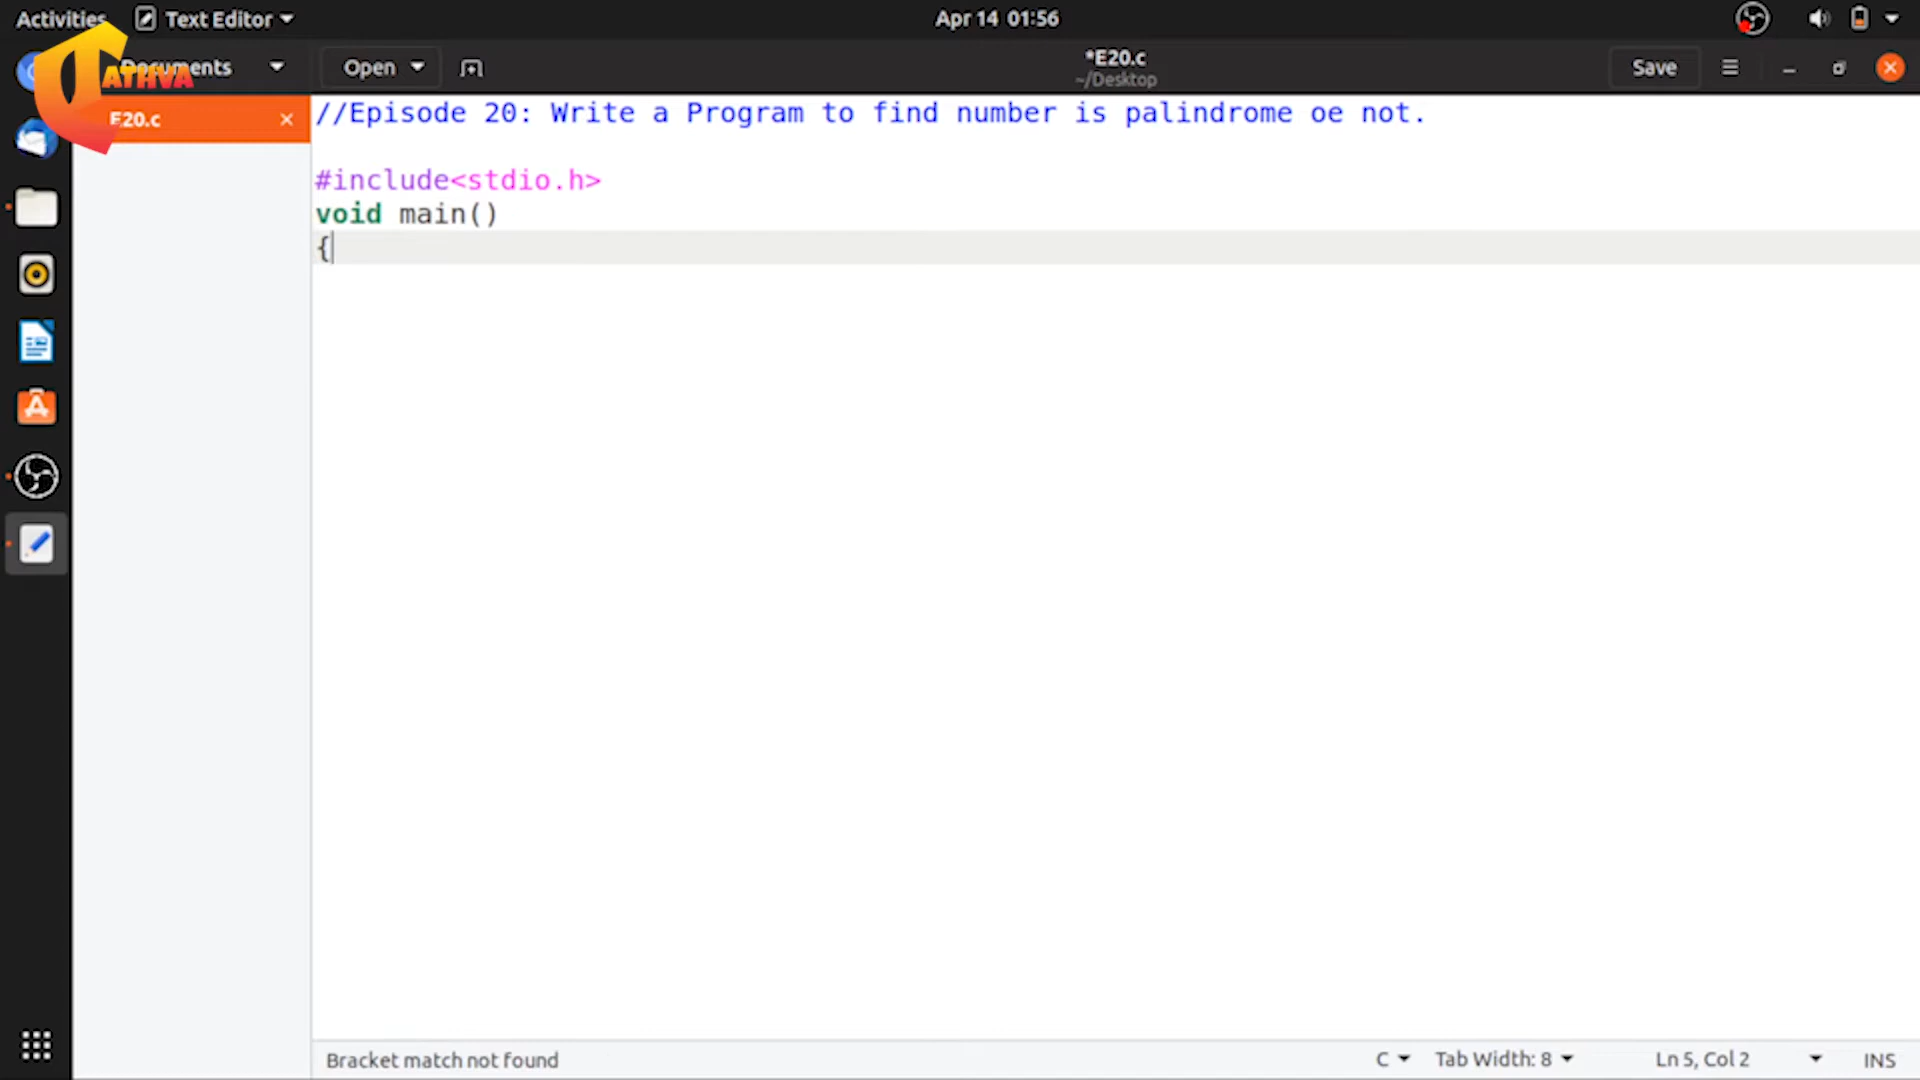 Activities Text Editor Apr 14 01:56
TATHVA
Documents Open *E20.c Save
~/Desktop
E20.c
//Episode 20: Write a Program to find number is palindrome oe not.
#include<stdio.h>
void main()
{
Bracket match not found C Tab Width: 8 Ln 5, Col 2 INS